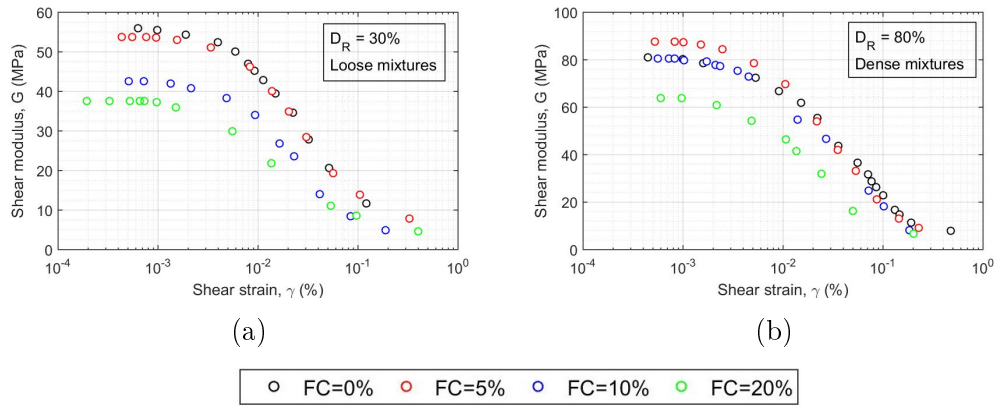 60
50
40
30
20
10
0
Shear modulus, G (MPa)
D_R = 30%
Loose mixtures
10^-4 10^-3 10^-2 10^-1 10^0
Shear strain, γ (%)
(a)
100
80
60
40
20
0
Shear modulus, G (MPa)
D_R = 80%
Dense mixtures
10^-4 10^-3 10^-2 10^-1 10^0
Shear strain, γ (%)
(b)
FC=0% FC=5% FC=10% FC=20%